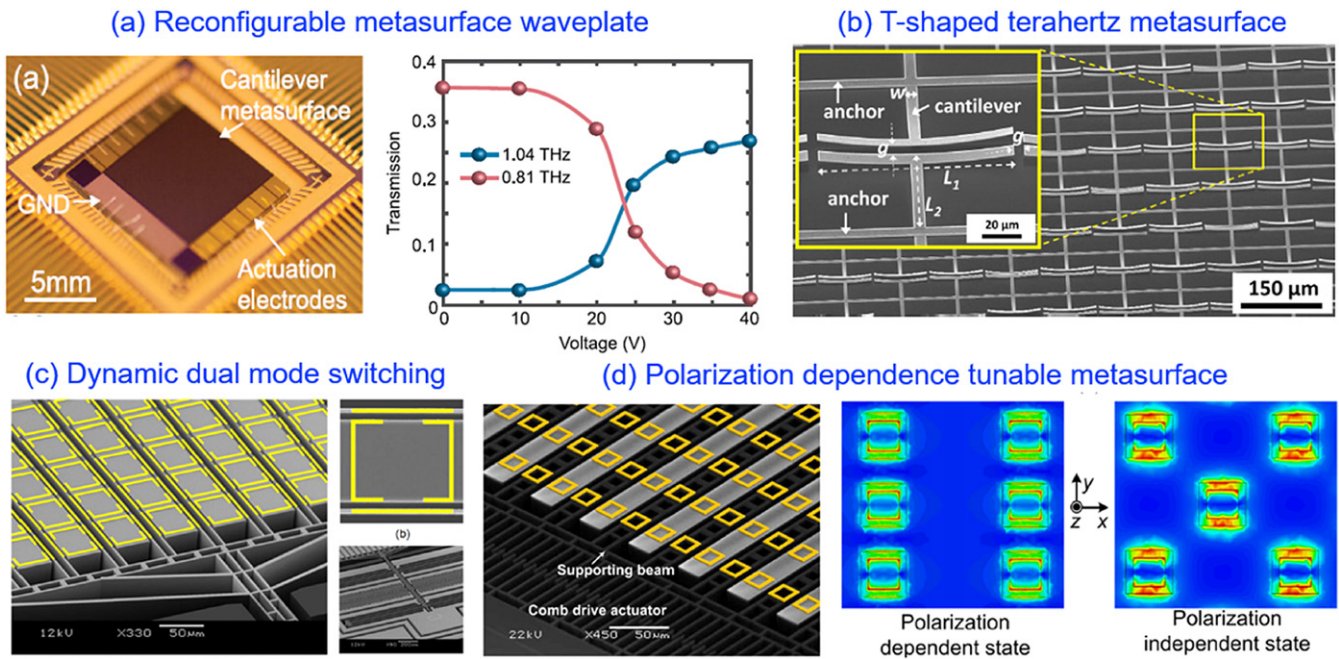 (a) Reconfigurable metasurface waveplate
(a)
Cantilever
metasurface
GND
Actuation
electrodes
5mm
Transmission
0.4
0.3
0.2
0.1
0
1.04 THz
0.81 THz
0 10 20 30 40
Voltage (V)
(b) T-shaped terahertz metasurface
w
anchor
cantilever
g
g
L1
L2
anchor
20 μm
150 μm
(c) Dynamic dual mode switching
12kV X330 50μm
(b)
(d) Polarization dependence tunable metasurface
Supporting beam
Comb drive actuator
22kV X450 50μm
y
z x
Polarization
dependent state
Polarization
independent state